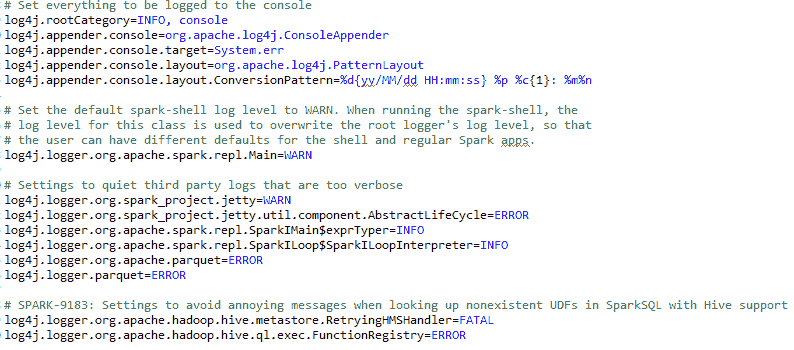 # Set everything to be logged to the console
log4j.rootCategory=INFO, console
log4j.appender.console=org.apache.log4j.ConsoleAppender
log4j.appender.console.target=System.err
log4j.appender.console.layout=org.apache.log4j.PatternLayout
log4j.appender.console.layout.ConversionPattern=%d{yy/MM/dd HH:mm:ss} %p %c{1}: %m%n
# Set the default spark-shell log level to WARN. When running the spark-shell, the
# log level for this class is used to overwrite the root logger's log level, so that
# the user can have different defaults for the shell and regular Spark apps.
log4j.logger.org.apache.spark.repl.Main=WARN
# Settings to quiet third party logs that are too verbose
log4j.logger.org.spark_project.jetty=WARN
log4j.logger.org.spark_project.jetty.util.component.AbstractLifeCycle=ERROR
log4j.logger.org.apache.spark.repl.SparkIMain$exprTyper=INFO
log4j.logger.org.apache.spark.repl.SparkILoop$SparkILoopInterpreter=INFO
log4j.logger.org.apache.parquet=ERROR
log4j.logger.parquet=ERROR
# SPARK-9183: Settings to avoid annoying messages when looking up nonexistent UDFs in SparkSQL with Hive support
log4j.logger.org.apache.hadoop.hive.metastore.RetryingHMSHandler=FATAL
log4j.logger.org.apache.hadoop.hive.ql.exec.FunctionRegistry=ERROR